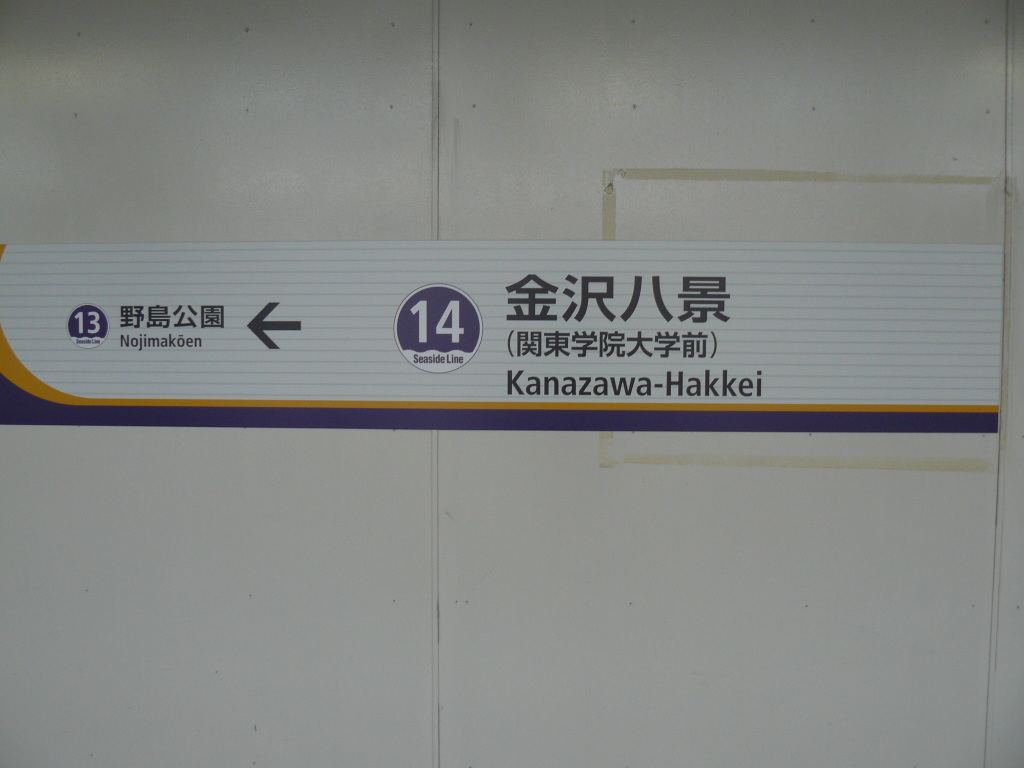 13
Seaside Line
野島公園
Nojimakōen
14
Seaside Line
金沢八景
(関東学院大学前)
Kanazawa-Hakkei